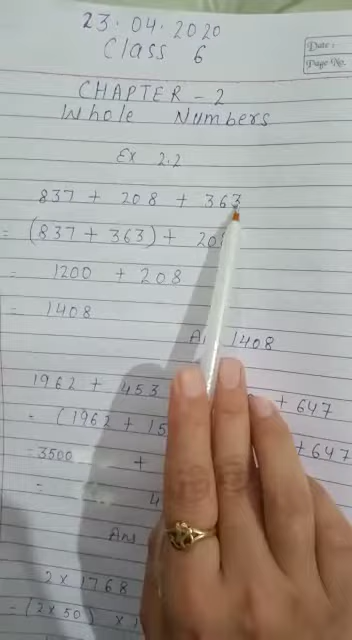 23.04.2020
Class 6
Date:
Page No.
CHAPTER - 2
Whole Numbers
Ex 2.2
837 + 208 + 363
= (837 + 363) + 20
= 1200 + 208
= 1408
1408
1962 + 453 + 647
= (1962 + 15 + 647
= 3500 +
= 4
Ans
2 x 1768
= (2 x 50) x